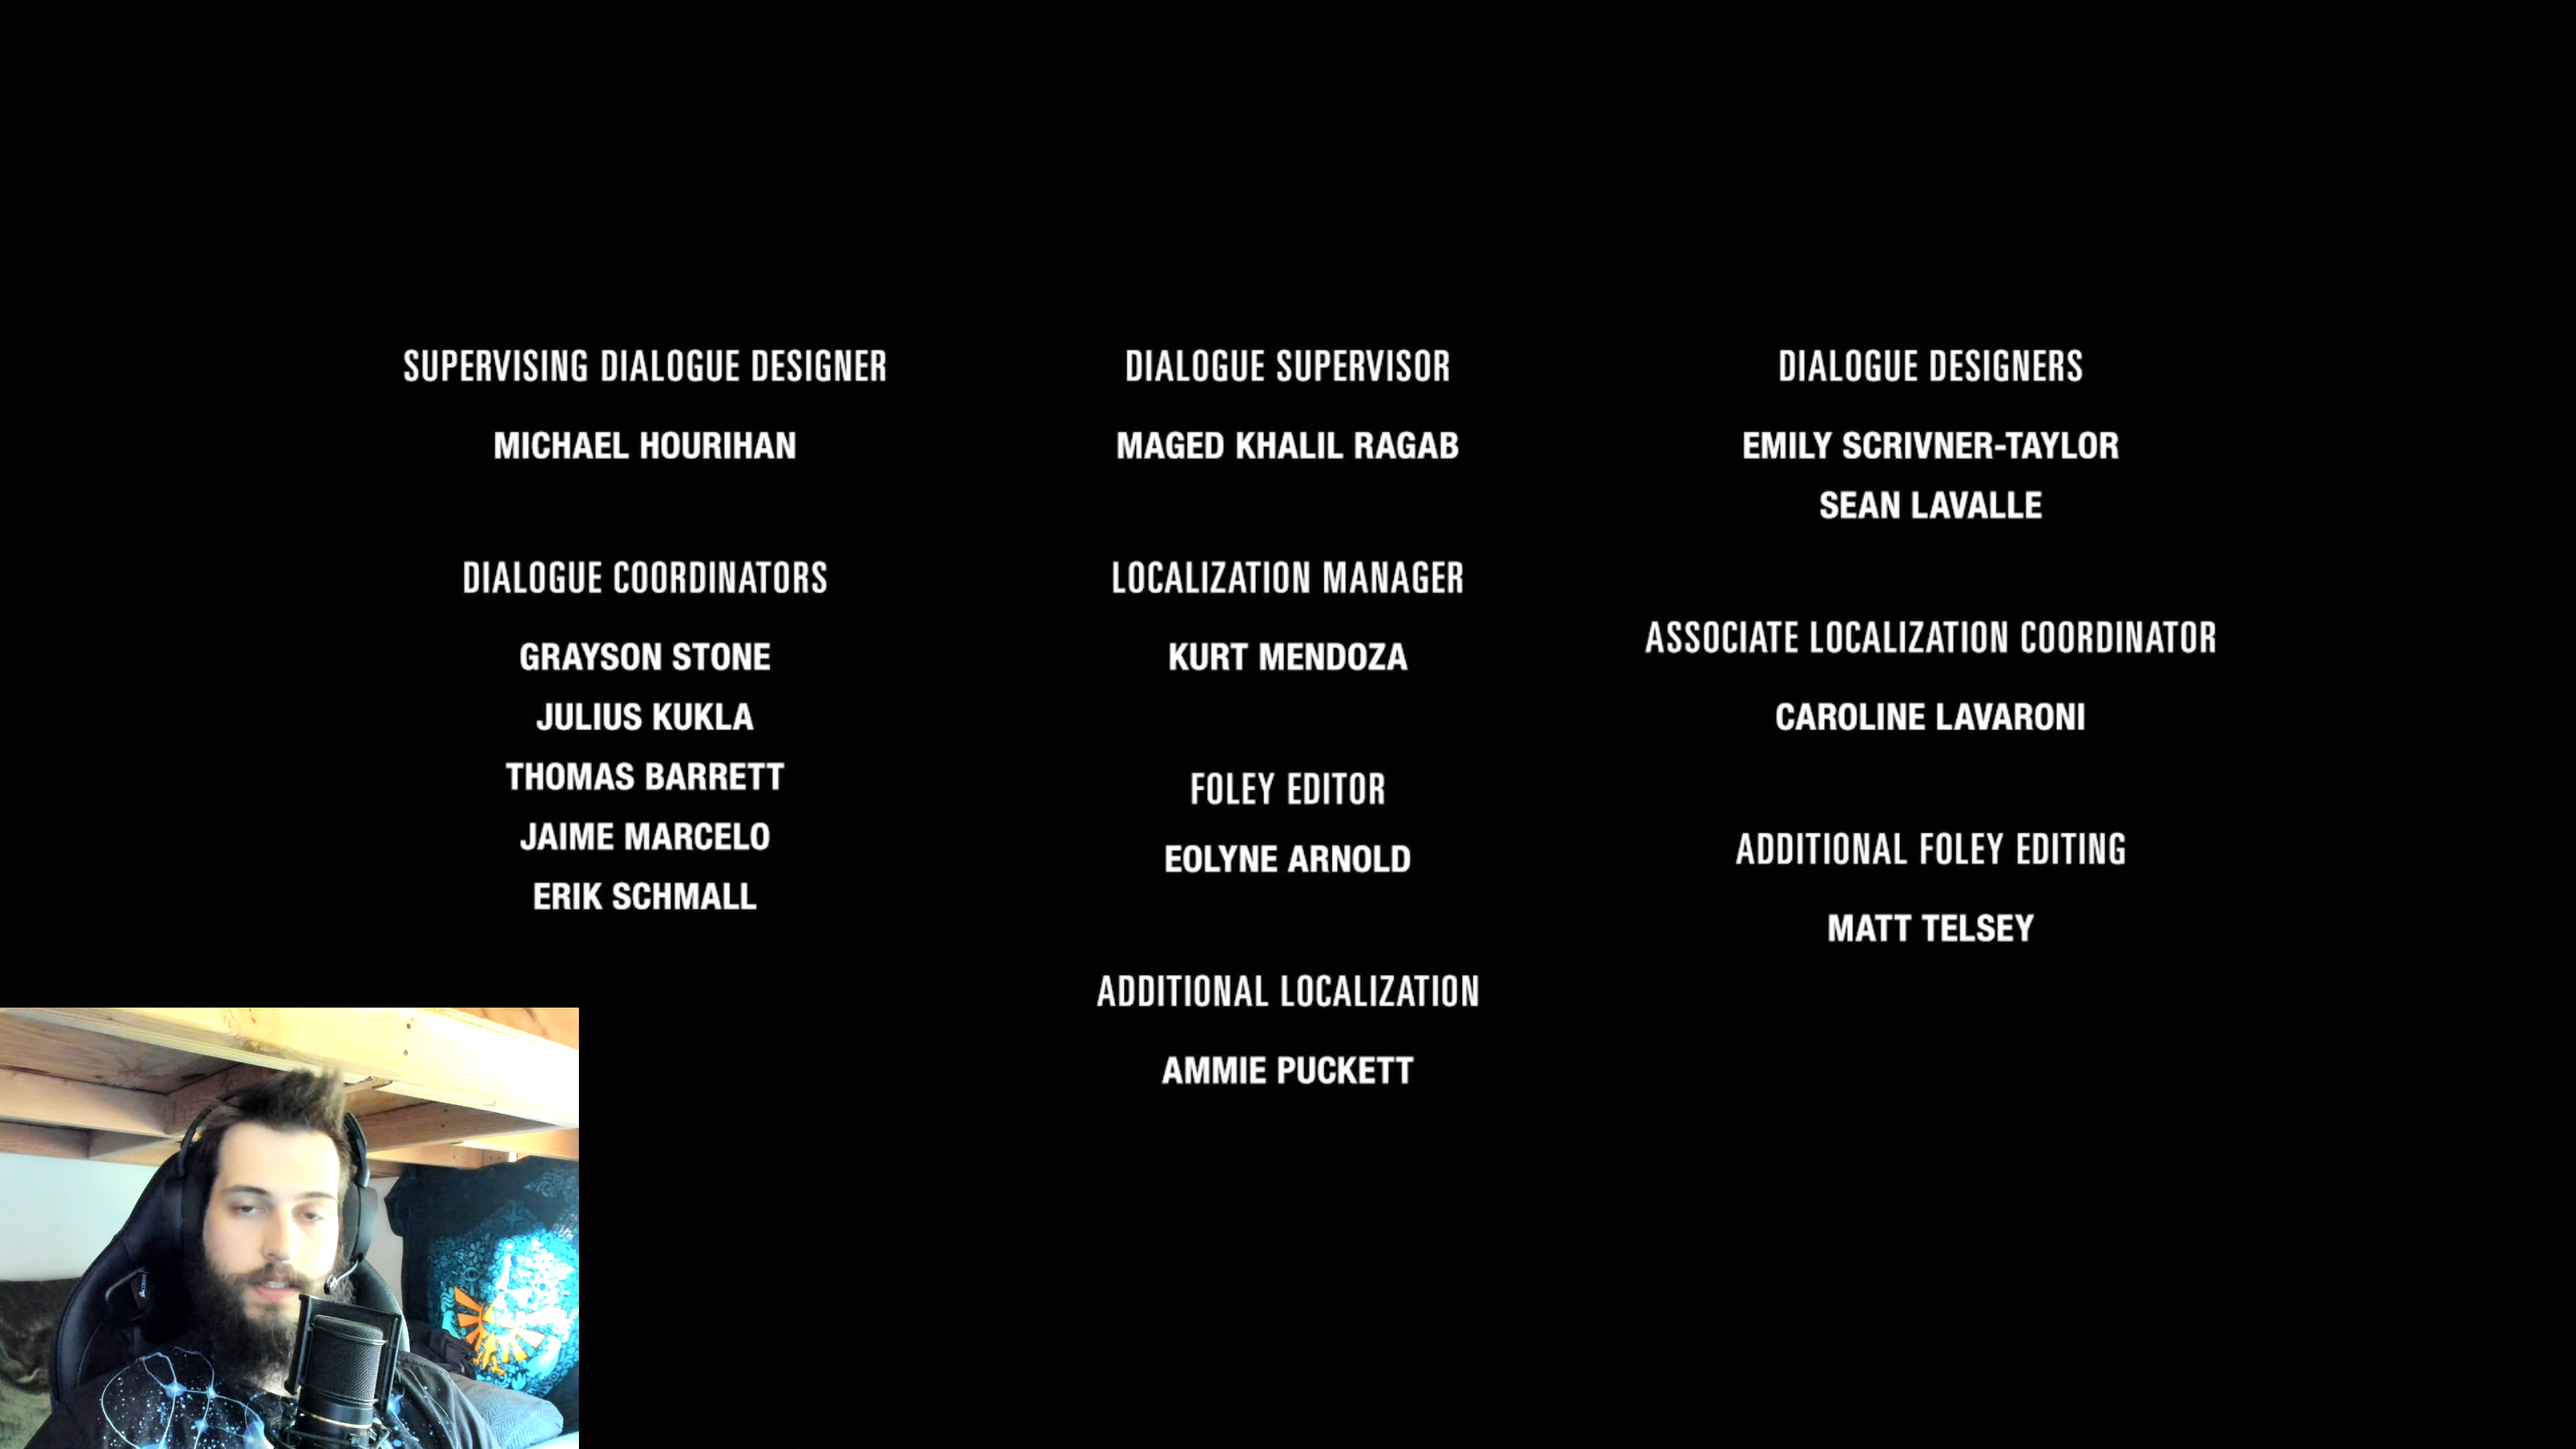 SUPERVISING DIALOGUE DESIGNER
MICHAEL HOURIHAN
DIALOGUE COORDINATORS
GRAYSON STONE
JULIUS KUKLA
THOMAS BARRETT
JAIME MARCELO
ERIK SCHMALL
DIALOGUE SUPERVISOR
MAGED KHALIL RAGAB
LOCALIZATION MANAGER
KURT MENDOZA
FOLEY EDITOR
EOLYNE ARNOLD
ADDITIONAL LOCALIZATION
AMMIE PUCKETT
DIALOGUE DESIGNERS
EMILY SCRIVNER-TAYLOR
SEAN LAVALLE
ASSOCIATE LOCALIZATION COORDINATOR
CAROLINE LAVARONI
ADDITIONAL FOLEY EDITING
MATT TELSEY